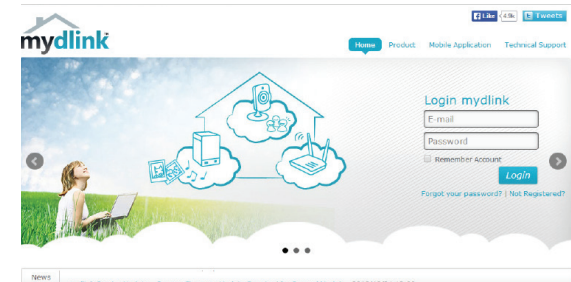 Like 4.9k Tweets
mydlink
Home Product Mobile Application Technical Support
Login mydlink
E-mail
Password
Remember Account
Login
Forgot your password? | Not Registered?
News